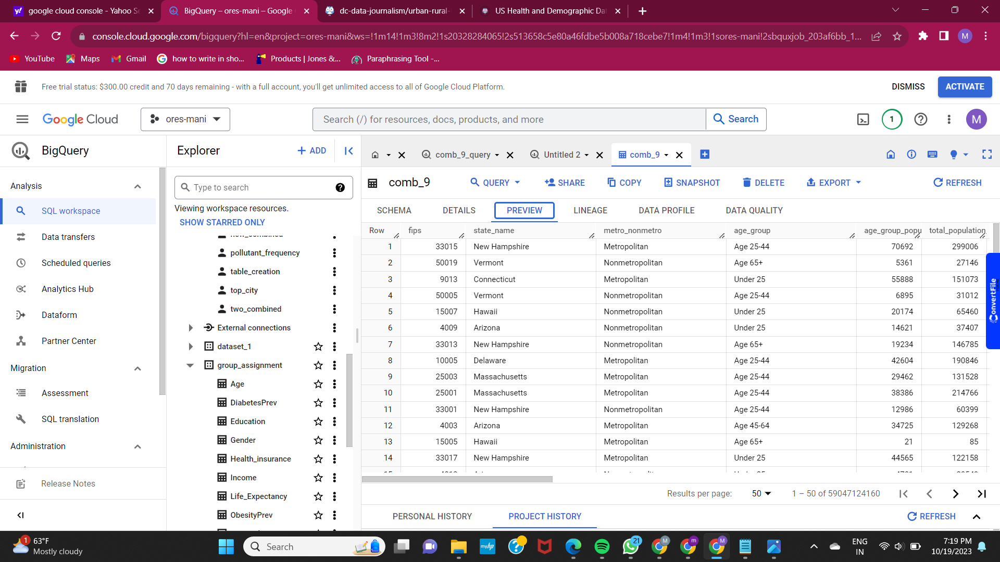 google cloud console - Yahoo Se
BigQuery – ores-mani – Google
dc-data-journalism/urban-rural-
US Health and Demographic Da
console.cloud.google.com/bigquery?hl=en&project=ores-mani&ws=!1m14!1m3!8m2!1s20328284065!2s513658c5e80a46fdbe5b008a718cebe7!1m4!1m3!1sores-mani!2sbquxjob_203af6bb_1...
M
YouTube
Maps
Gmail
how to write in sho...
Products | Jones &...
Paraphrasing Tool -...
Free trial status: $300.00 credit and 70 days remaining - with a full account, you'll get unlimited access to all of Google Cloud Platform.
DISMISS
ACTIVATE
Google Cloud
ores-mani
Search (/) for resources, docs, products, and more
Search
1
M
BigQuery
Analysis
SQL workspace
Data transfers
Scheduled queries
Analytics Hub
Dataform
Partner Center
Migration
Assessment
SQL translation
Administration
Release Notes
Explorer
+ ADD
Type to search
Viewing workspace resources.
SHOW STARRED ONLY
pollutant_frequency
table_creation
top_city
two_combined
External connections
dataset_1
group_assignment
Age
DiabetesPrev
Education
Gender
Health_insurance
Income
Life_Expectancy
ObesityPrev
comb_9_query
Untitled 2
comb_9
comb_9
QUERY
SHARE
COPY
SNAPSHOT
DELETE
EXPORT
REFRESH
SCHEMA DETAILS PREVIEW LINEAGE DATA PROFILE DATA QUALITY
Row fips state_name metro_nonmetro age_group age_group_popu total_population
1 33015 New Hampshire Metropolitan Age 25-44 70692 299006
2 50019 Vermont Nonmetropolitan Age 65+ 5361 27146
3 9013 Connecticut Metropolitan Under 25 55888 151073
4 50005 Vermont Nonmetropolitan Age 25-44 6895 31012
5 15007 Hawaii Nonmetropolitan Under 25 20174 65460
6 4009 Arizona Nonmetropolitan Under 25 14621 37407
7 33013 New Hampshire Nonmetropolitan Age 65+ 19234 146785
8 10005 Delaware Metropolitan Age 25-44 42604 190846
9 25003 Massachusetts Metropolitan Age 25-44 29462 131528
10 25001 Massachusetts Metropolitan Age 25-44 38386 214766
11 33001 New Hampshire Nonmetropolitan Age 25-44 12986 60399
12 4003 Arizona Metropolitan Age 45-64 34725 129268
13 15005 Hawaii Metropolitan Age 65+ 21 85
14 33017 New Hampshire Metropolitan Under 25 44565 122158
ConvertFile
Results per page: 50 1 – 50 of 59047124160
PERSONAL HISTORY PROJECT HISTORY
REFRESH
1
63°F
Mostly cloudy
Search
myhp
21
M
m
M
ENG
IN
7:19 PM
10/19/2023